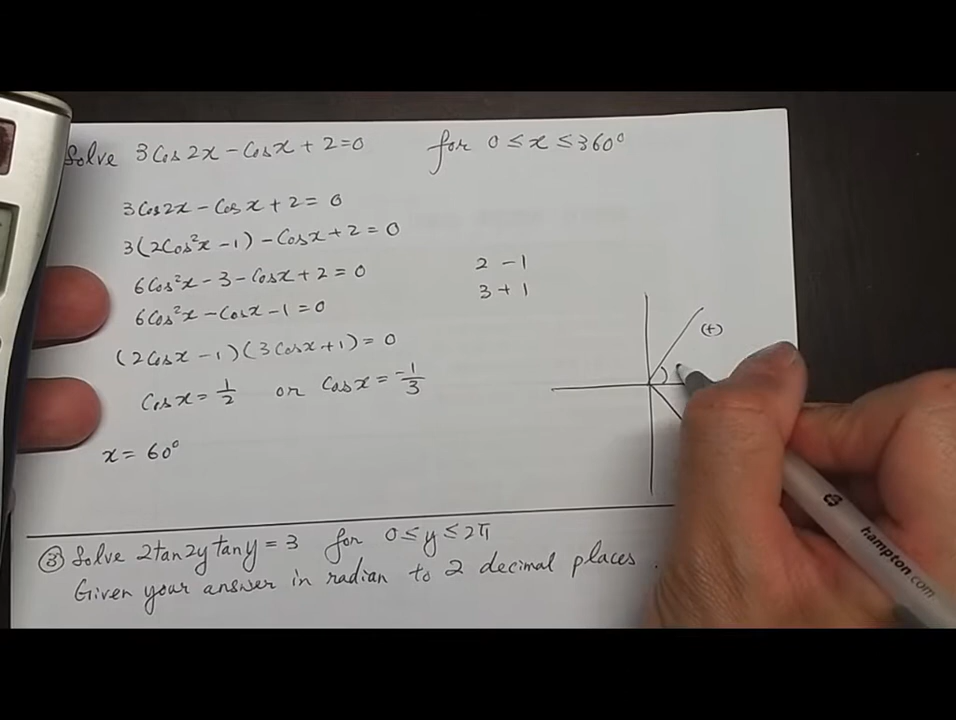 Solve 3Cos2x - Cosx + 2 = 0 for 0 ≤ x ≤ 360°
3Cos2x - Cosx + 2 = 0
3(2Cos²x - 1) - Cosx + 2 = 0
6Cos²x - 3 - Cosx + 2 = 0
2 - 1
6Cos²x - Cosx - 1 = 0
3 + 1
(2Cosx - 1)(3Cosx + 1) = 0
(+)
Cosx = 1/2 or Cosx = -1/3
x = 60°
③ Solve 2tan2y tany = 3 for 0 ≤ y ≤ 2π
Given your answer in radian to 2 decimal places.
hampton.com